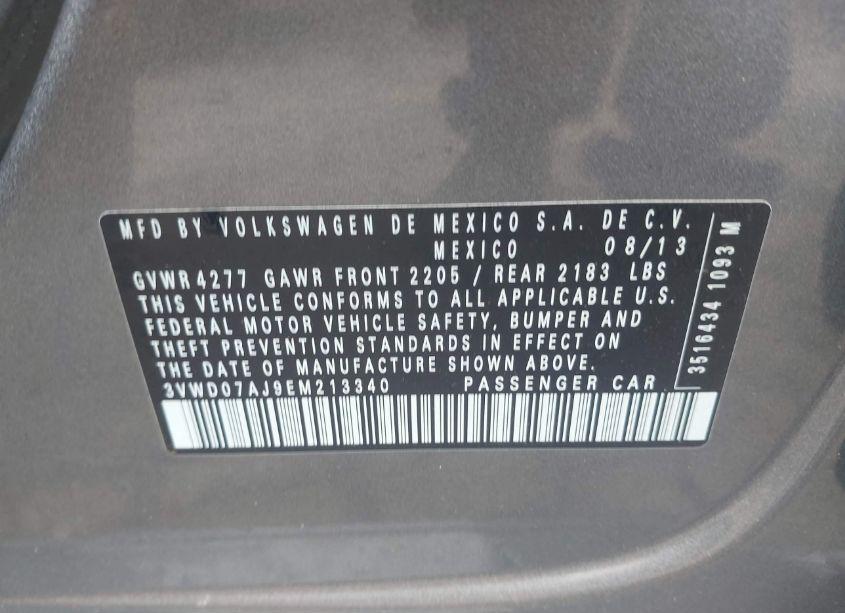 MFD BY VOLKSWAGEN DE MEXICO S.A. DE C.V.
MEXICO 08/13
GVWR 4277 GAWR FRONT 2205 / REAR 2183 LBS
THIS VEHICLE CONFORMS TO ALL APPLICABLE U.S.
FEDERAL MOTOR VEHICLE SAFETY, BUMPER AND
THEFT PREVENTION STANDARDS IN EFFECT ON
THE DATE OF MANUFACTURE SHOWN ABOVE.
3VWD07AJ9EM213340 PASSENGER CAR
3516434 1093 M